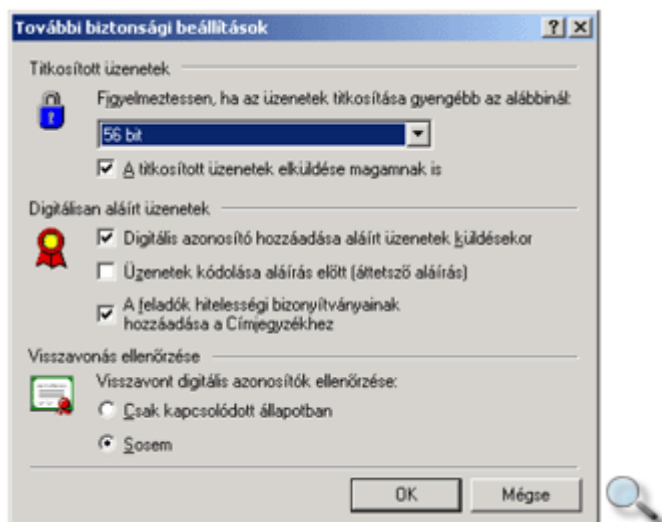 További biztonsági beállítások
Titkosított üzenetek
Figyelmeztessen, ha az üzenetek titkosítása gyengébb az alábbinál:
56 bit
A titkosított üzenetek elküldése magamnak is
Digitálisan aláírt üzenetek
Digitális azonosító hozzáadása aláírt üzenetek küldésekor
Üzenetek kódolása aláírás előtt (áttetsző aláírás)
A feladók hitelességi bizonyítványainak
hozzáadása a Címjegyzékhez
Visszavonás ellenőrzése
Visszavont digitális azonosítók ellenőrzése:
Csak kapcsolódott állapotban
Sosem
OK Mégse